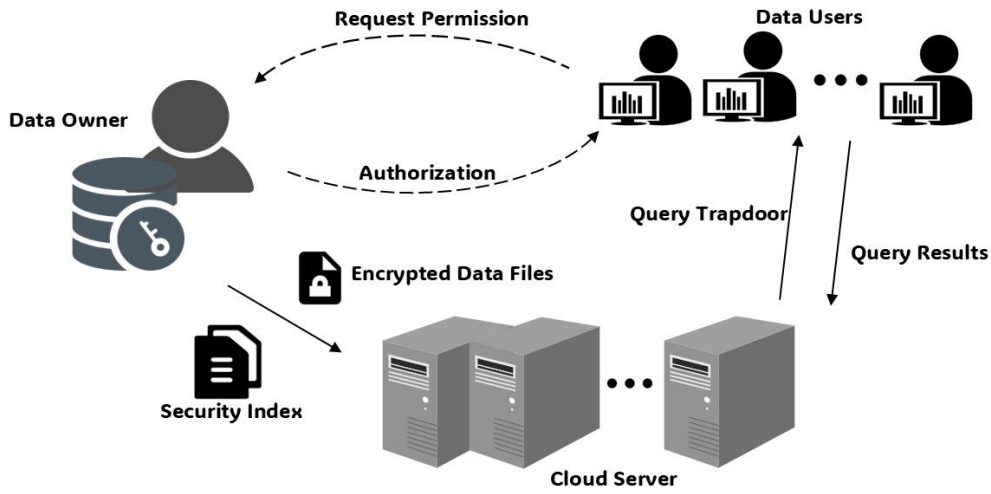 Request Permission
Data Users
Data Owner
Authorization
Query Trapdoor
Query Results
Encrypted Data Files
Security Index
Cloud Server